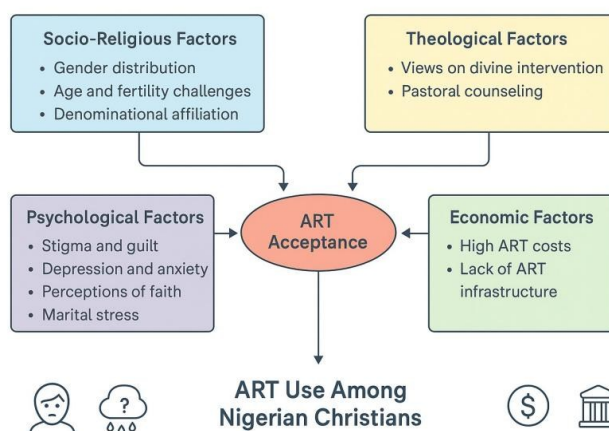 Socio-Religious Factors
• Gender distribution
• Age and fertility challenges
• Denominational affiliation
Theological Factors
• Views on divine intervention
• Pastoral counseling
Psychological Factors
• Stigma and guilt
• Depression and anxiety
• Perceptions of faith
• Marital stress
ART
Acceptance
Economic Factors
• High ART costs
• Lack of ART
infrastructure
?
ART Use Among
Nigerian Christians
$